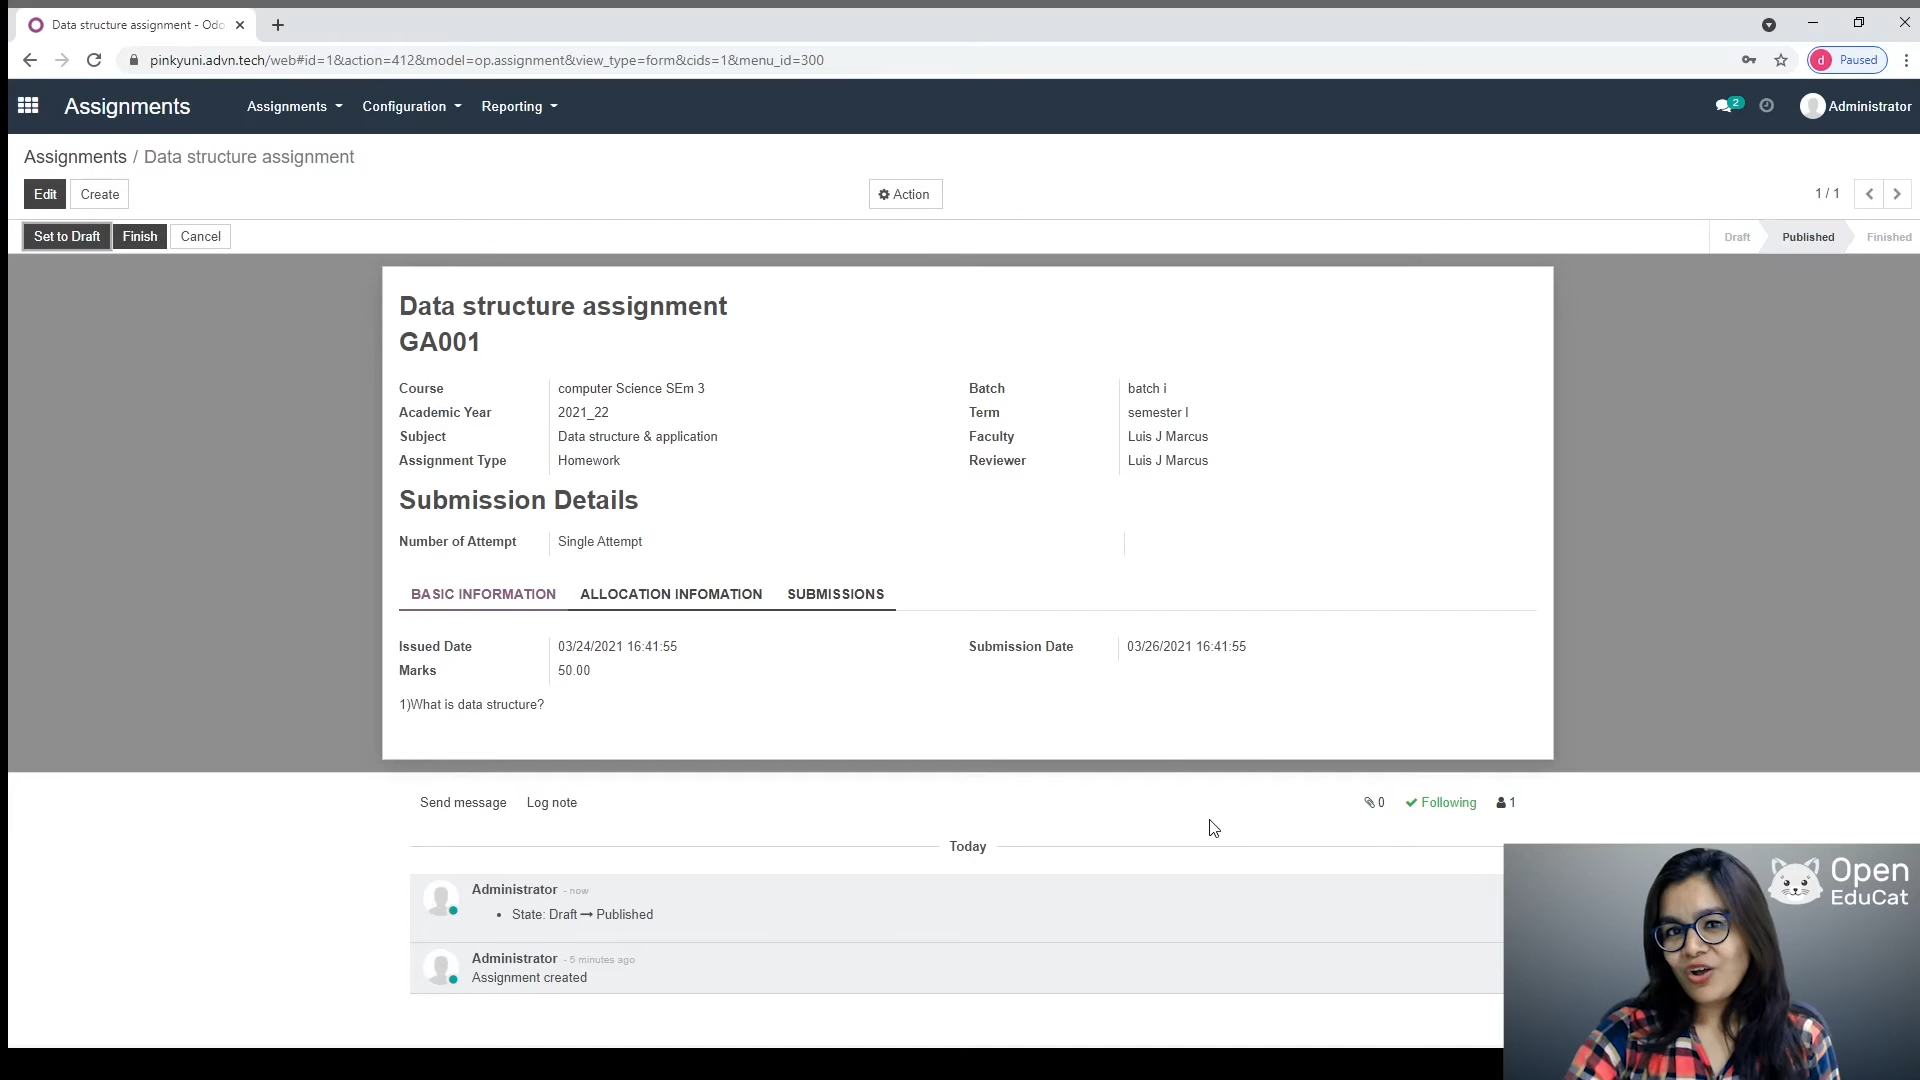 Data structure assignment - Odo
pinkyuni.advn.tech/web#id=1&action=412&model=op.assignment&view_type=form&cids=1&menu_id=300
d Paused
Assignments
Assignments Configuration Reporting
2
Administrator
Assignments / Data structure assignment
Edit Create Action 1 / 1
Set to Draft Finish Cancel Draft Published Finished
Data structure assignment
GA001
Course computer Science SEm 3 Batch batch i
Academic Year 2021_22 Term semester I
Subject Data structure & application Faculty Luis J Marcus
Assignment Type Homework Reviewer Luis J Marcus
Submission Details
Number of Attempt Single Attempt
BASIC INFORMATION ALLOCATION INFOMATION SUBMISSIONS
Issued Date 03/24/2021 16:41:55 Submission Date 03/26/2021 16:41:55
Marks 50.00
1)What is data structure?
Send message Log note 0 Following 1
Today
Administrator - now
• State: Draft → Published
Administrator - 5 minutes ago
Assignment created
Open
EduCat